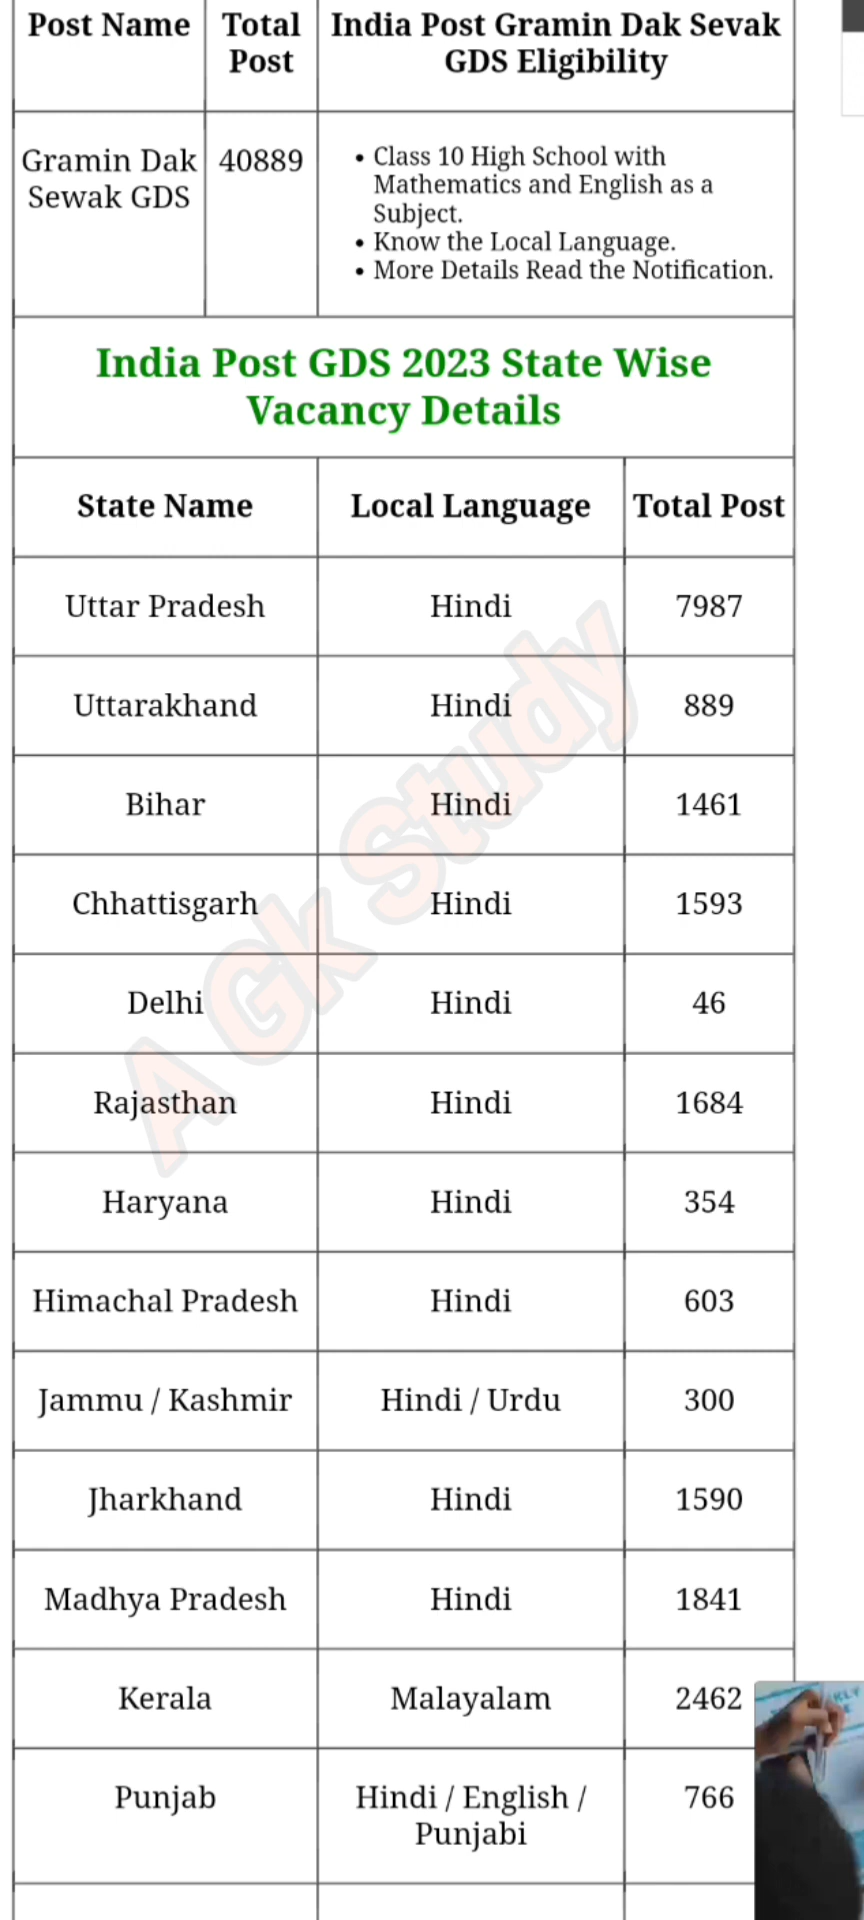 Post Name Total Post India Post Gramin Dak Sevak GDS Eligibility
Gramin Dak Sewak GDS 40889
• Class 10 High School with
Mathematics and English as a
Subject.
• Know the Local Language.
• More Details Read the Notification.
India Post GDS 2023 State Wise
Vacancy Details
State Name Local Language Total Post
Uttar Pradesh Hindi 7987
Uttarakhand Hindi 889
Bihar Hindi 1461
Chhattisgarh Hindi 1593
Delhi Hindi 46
Rajasthan Hindi 1684
Haryana Hindi 354
Himachal Pradesh Hindi 603
Jammu / Kashmir Hindi / Urdu 300
Jharkhand Hindi 1590
Madhya Pradesh Hindi 1841
Kerala Malayalam 2462
Punjab Hindi / English / Punjabi 766
A Gk Study